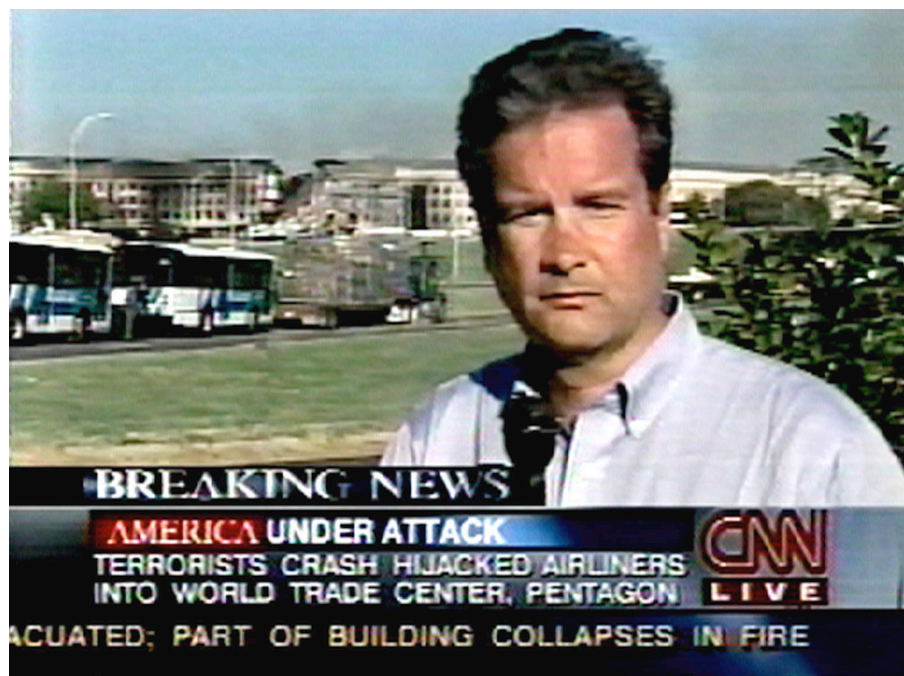 BREAKING NEWS
AMERICA UNDER ATTACK
TERRORISTS CRASH HIJACKED AIRLINERS
INTO WORLD TRADE CENTER, PENTAGON
CNN
LIVE
ACUATED; PART OF BUILDING COLLAPSES IN FIRE